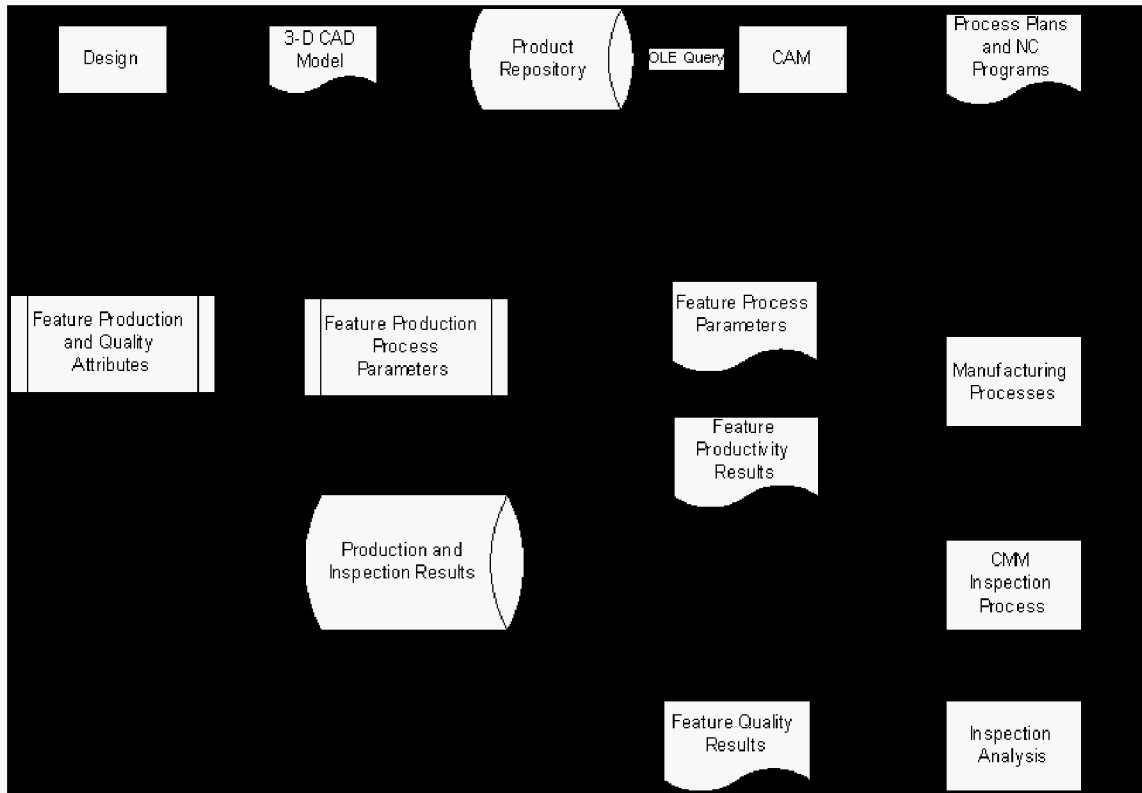 Design
3-D CAD
Model
Product
Repository
OLE Query
CAM
Process Plans
and NC
Programs
Feature Production
and Quality
Attributes
Feature Production
Process
Parameters
Feature Process
Parameters
Manufacturing
Processes
Feature
Productivity
Results
Production and
Inspection Results
CMM
Inspection
Process
Feature Quality
Results
Inspection
Analysis